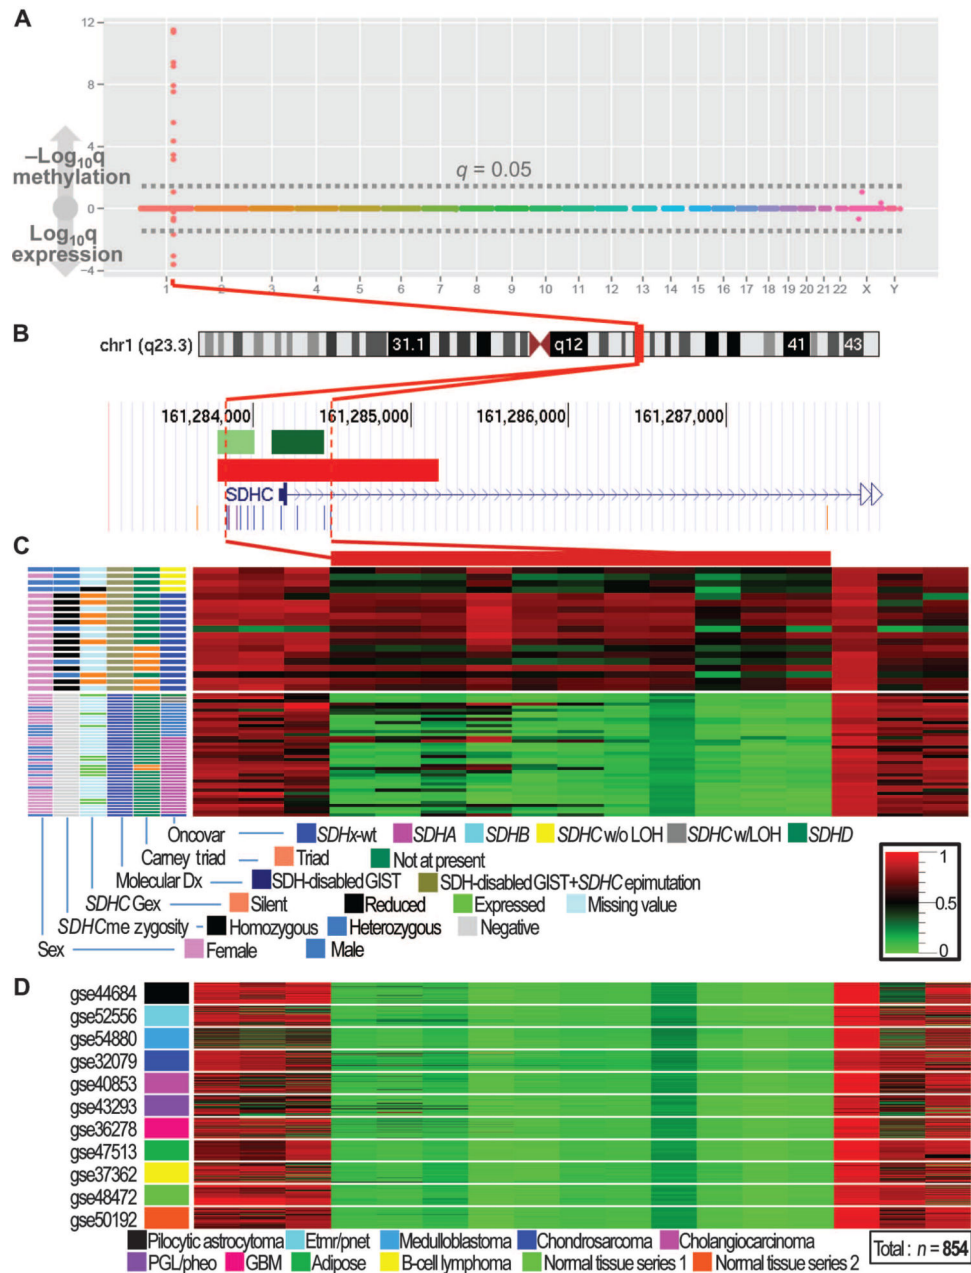 A
12
8
4
0
−4
–Log10q
methylation
Log10q
expression
q = 0.05
1 2 3 4 5 6 7 8 9 10 11 12 13 14 15 16 17 18 19 20 21 22 X Y
B
chr1 (q23.3)
31.1 q12 41 43
161,284,000 161,285,000 161,286,000 161,287,000
SDHC
C
Oncovar SDHx-wt SDHA SDHB SDHC w/o LOH SDHC w/LOH SDHD
Carney triad Triad Not at present
Molecular Dx SDH-disabled GIST SDH-disabled GIST+SDHC epimutation
SDHC Gex Silent Reduced Expressed Missing value
SDHCme zygosity Homozygous Heterozygous Negative
Sex Female Male
1
0.5
0
D
gse44684
gse52556
gse54880
gse32079
gse40853
gse43293
gse36278
gse47513
gse37362
gse48472
gse50192
Pilocytic astrocytoma Etmr/pnet Medulloblastoma Chondrosarcoma Cholangiocarcinoma
PGL/pheo GBM Adipose B-cell lymphoma Normal tissue series 1 Normal tissue series 2
Total : n = 854